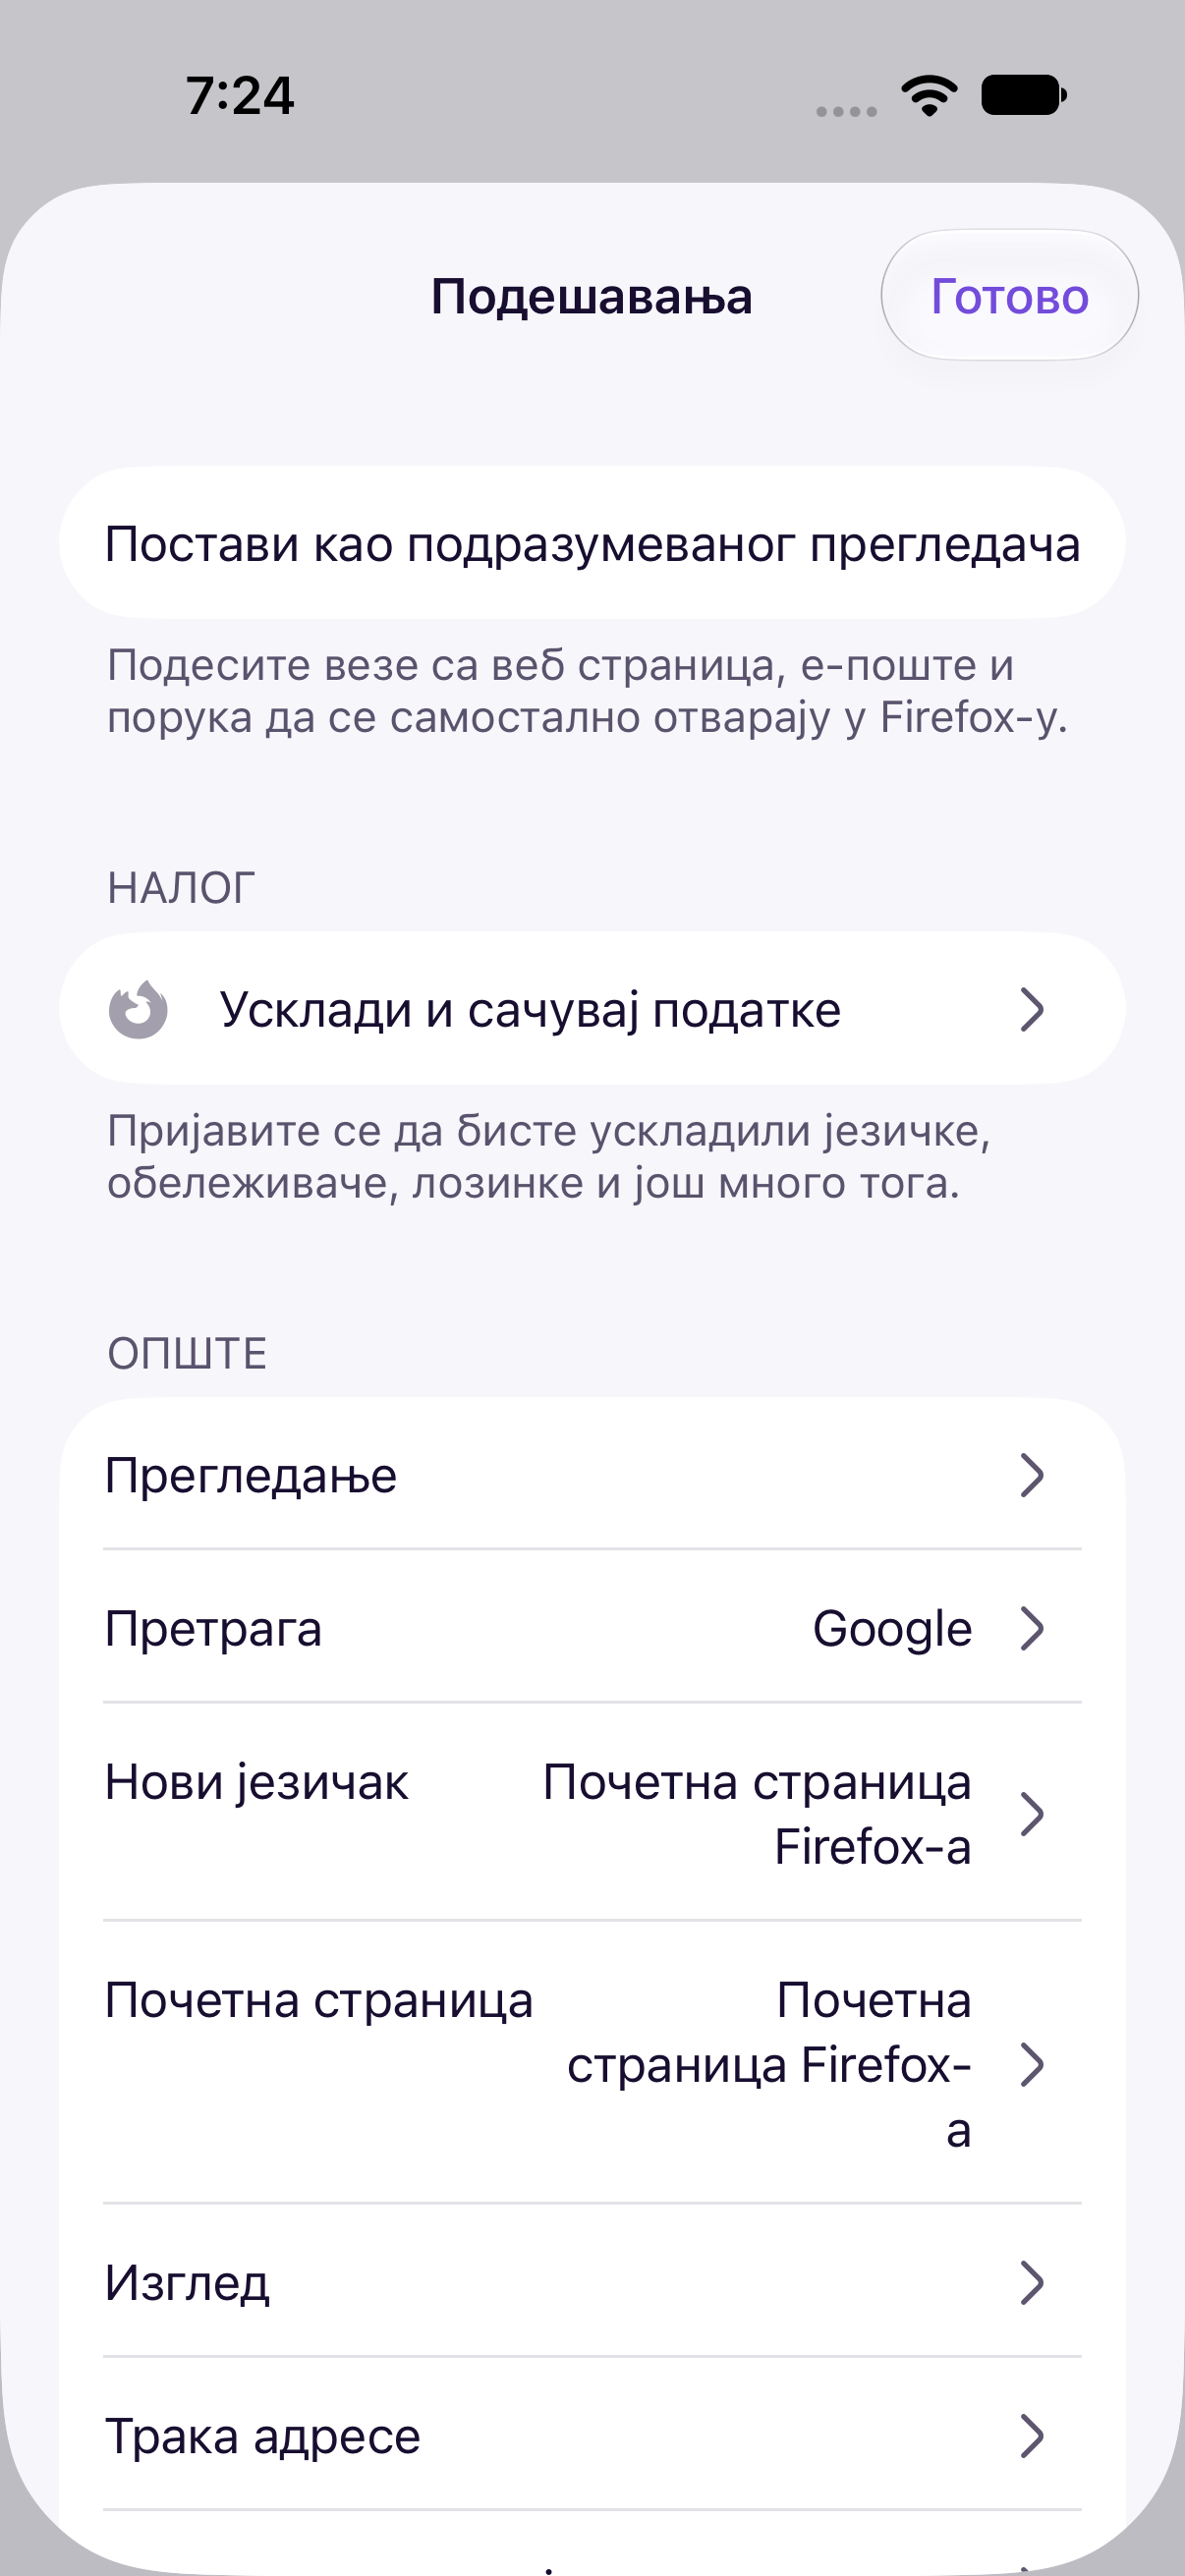 7:24
Подешавања
Готово
Постави као подразумеваног прегледача
Подесите везе са веб страница, е-поште и
порука да се самостално отварају у Firefox-у.
НАЛОГ
Усклади и сачувај податке
Пријавите се да бисте ускладили језичке,
обележиваче, лозинке и још много тога.
ОПШТЕ
Прегледање
Претрага
Google
Нови језичак
Почетна страница
Firefox-а
Почетна страница
Почетна
страница Firefox-
а
Изглед
Трака адресе